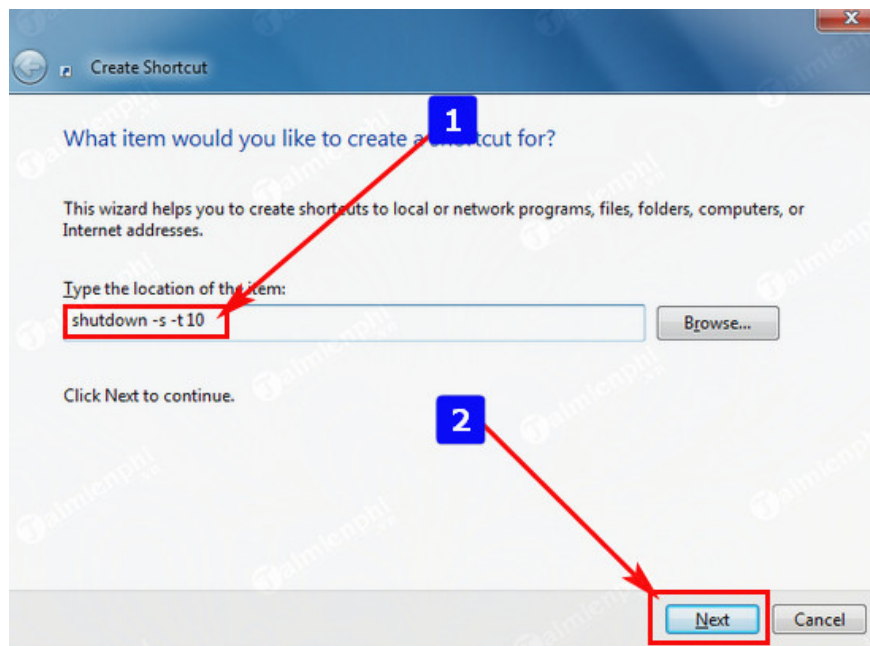 Create Shortcut
1
What item would you like to create a shortcut for?
This wizard helps you to create shortcuts to local or network programs, files, folders, computers, or
Internet addresses.
Type the location of the item:
shutdown -s -t 10
Browse...
Click Next to continue.
2
Next
Cancel